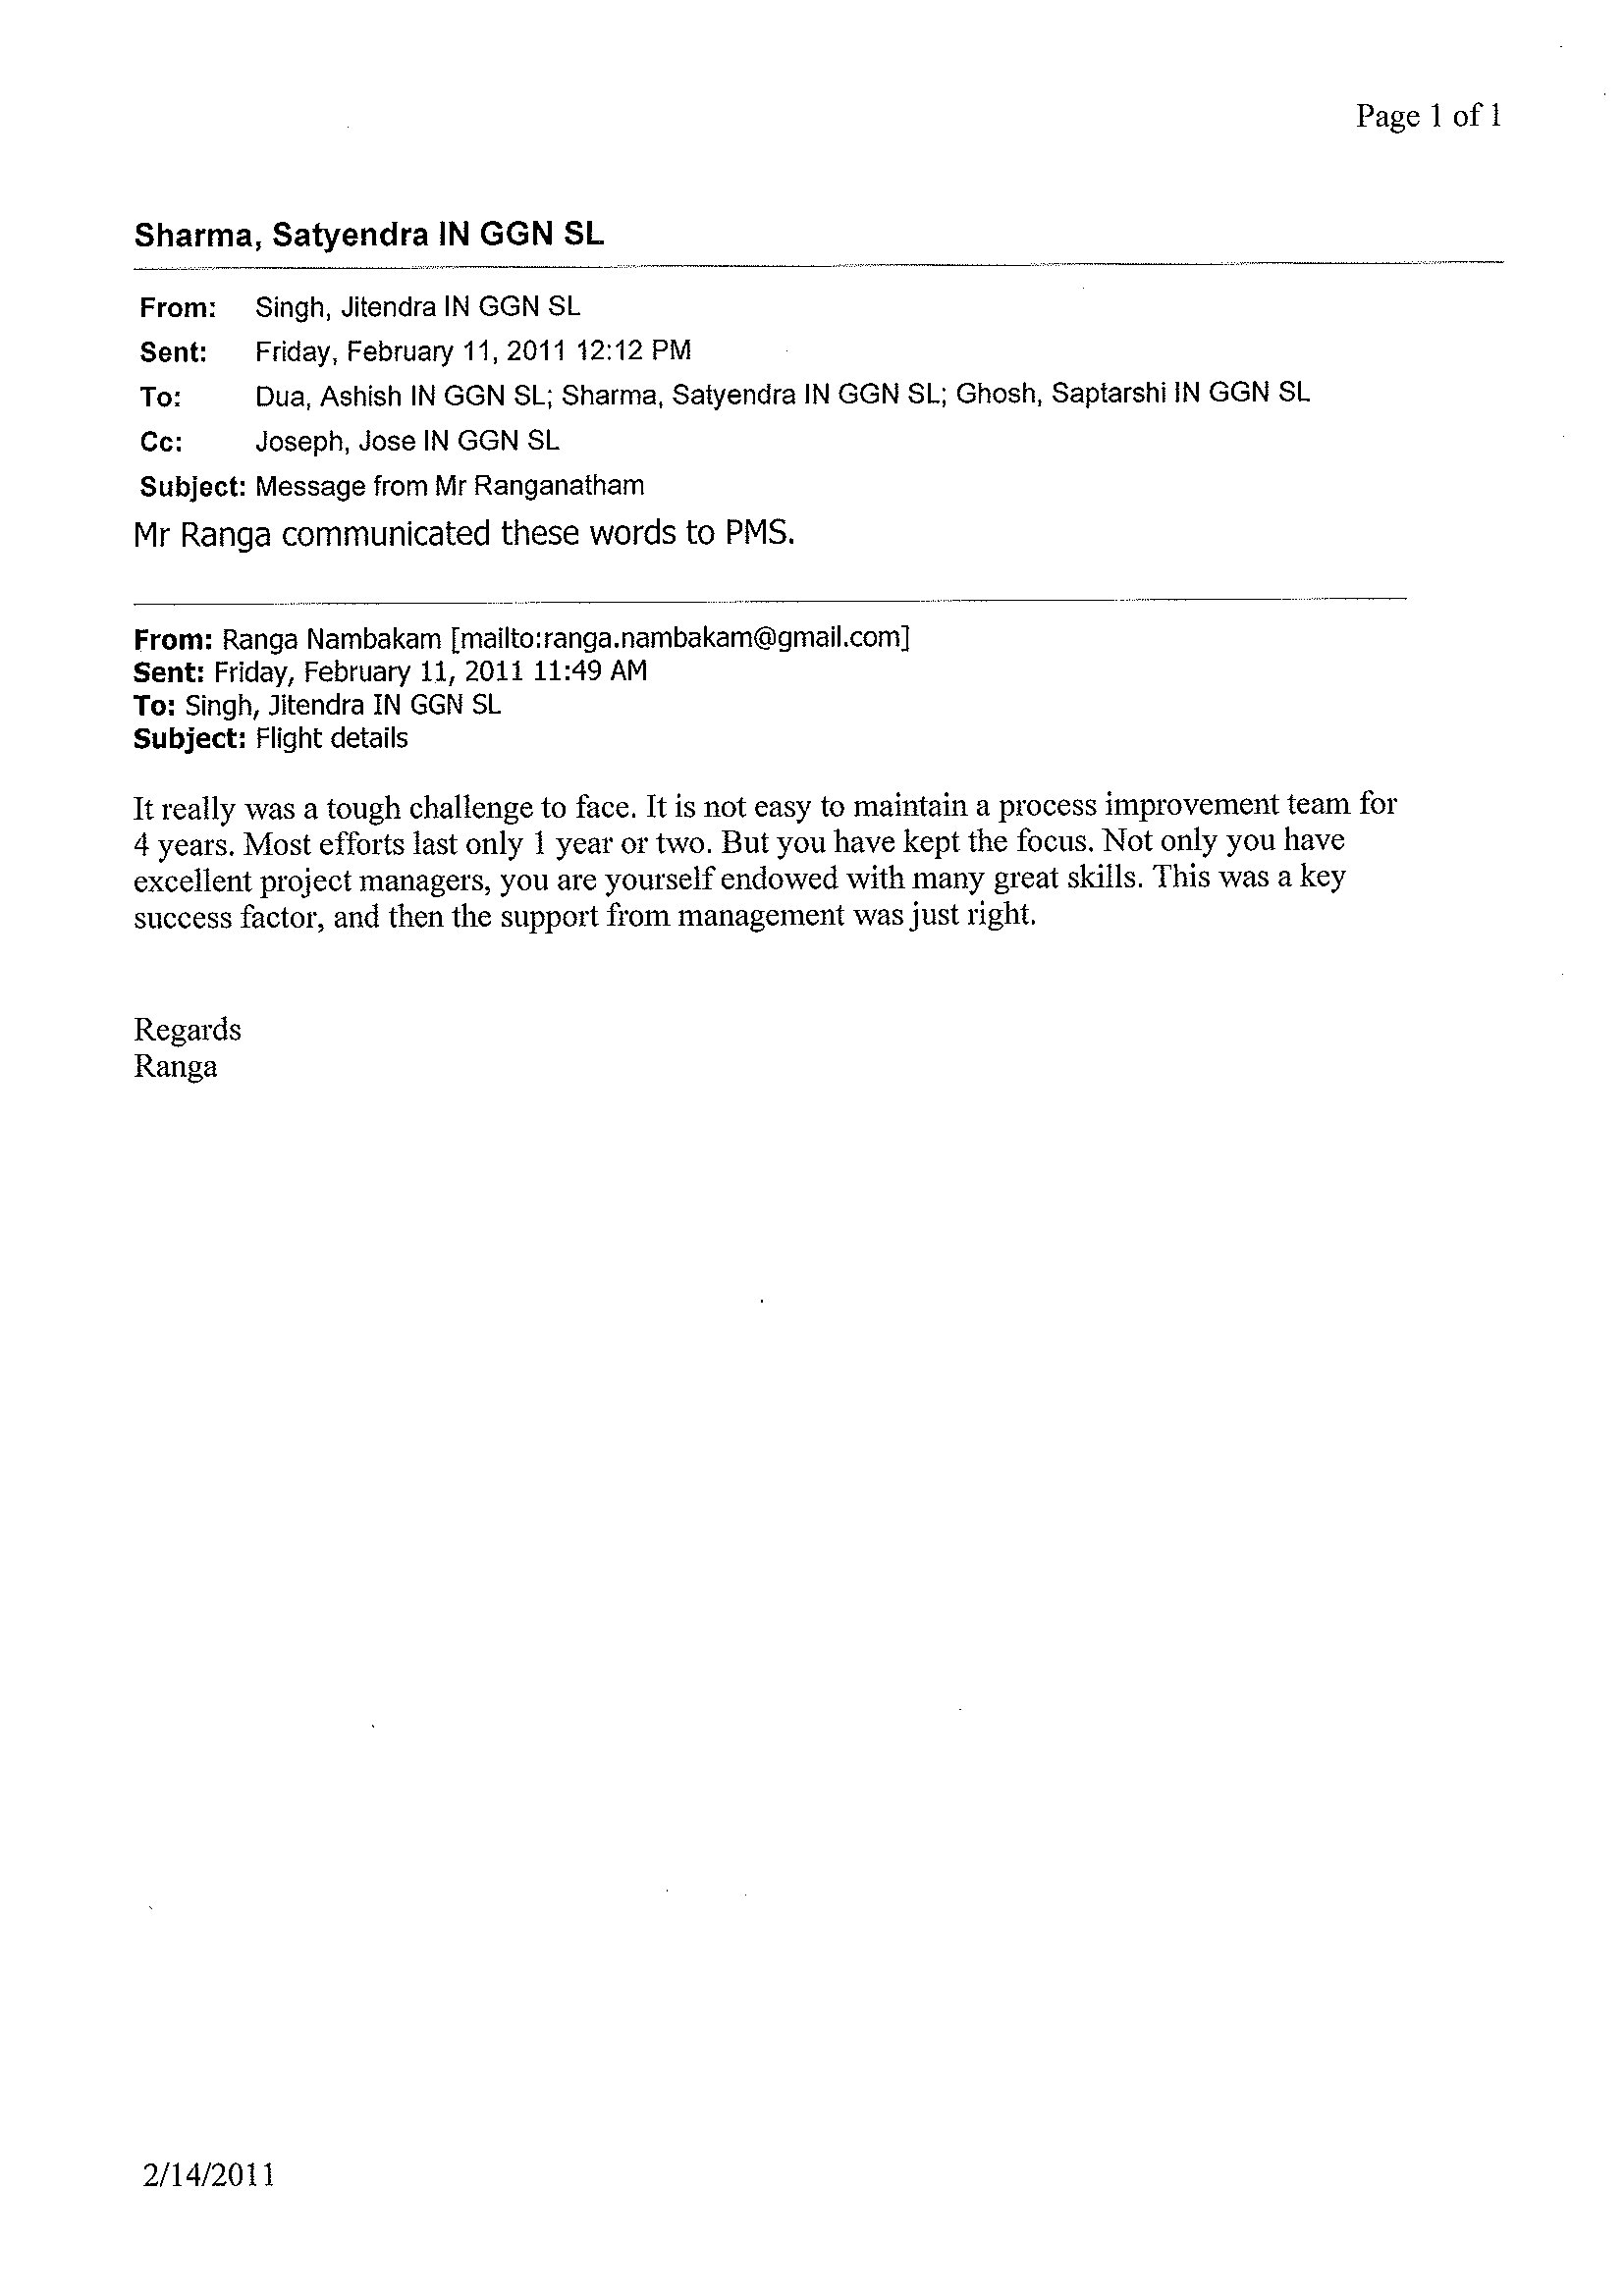 Page 1 of 1
Sharma, Satyendra IN GGN SL
From: Singh, Jitendra IN GGN SL
Sent: Friday, February 11, 2011 12:12 PM
To: Dua, Ashish IN GGN SL; Sharma, Satyendra IN GGN SL; Ghosh, Saptarshi IN GGN SL
Cc: Joseph, Jose IN GGN SL
Subject: Message from Mr Ranganatham
Mr Ranga communicated these words to PMS.
From: Ranga Nambakam [mailto:ranga.nambakam@gmail.com]
Sent: Friday, February 11, 2011 11:49 AM
To: Singh, Jitendra IN GGN SL
Subject: Flight details
It really was a tough challenge to face. It is not easy to maintain a process improvement team for
4 years. Most efforts last only 1 year or two. But you have kept the focus. Not only you have
excellent project managers, you are yourself endowed with many great skills. This was a key
success factor, and then the support from management was just right.
Regards
Ranga
2/14/2011